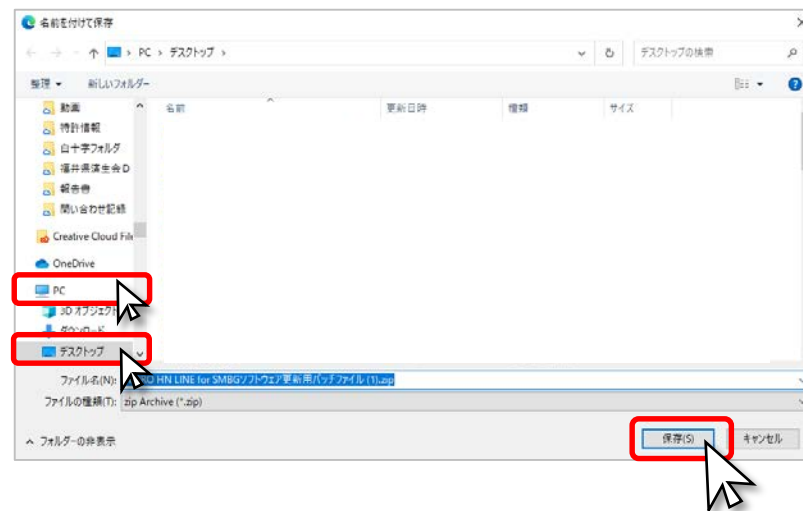 名前を付けて保存
PC › デスクトップ ›
デスクトップの検索
整理 新しいフォルダー
名前 更新日時 種類 サイズ
動画
特許情報
白十字フォルダ
福井県済生会D
報告書
問い合わせ記録
Creative Cloud File
OneDrive
PC
3D オブジェクト
ダウンロード
デスクトップ
ファイル名(N): HN LINE for SMBGソフトウェア更新用パッチファイル (1).zip
ファイルの種類(T): zip Archive (*.zip)
フォルダーの非表示
保存(S) キャンセル